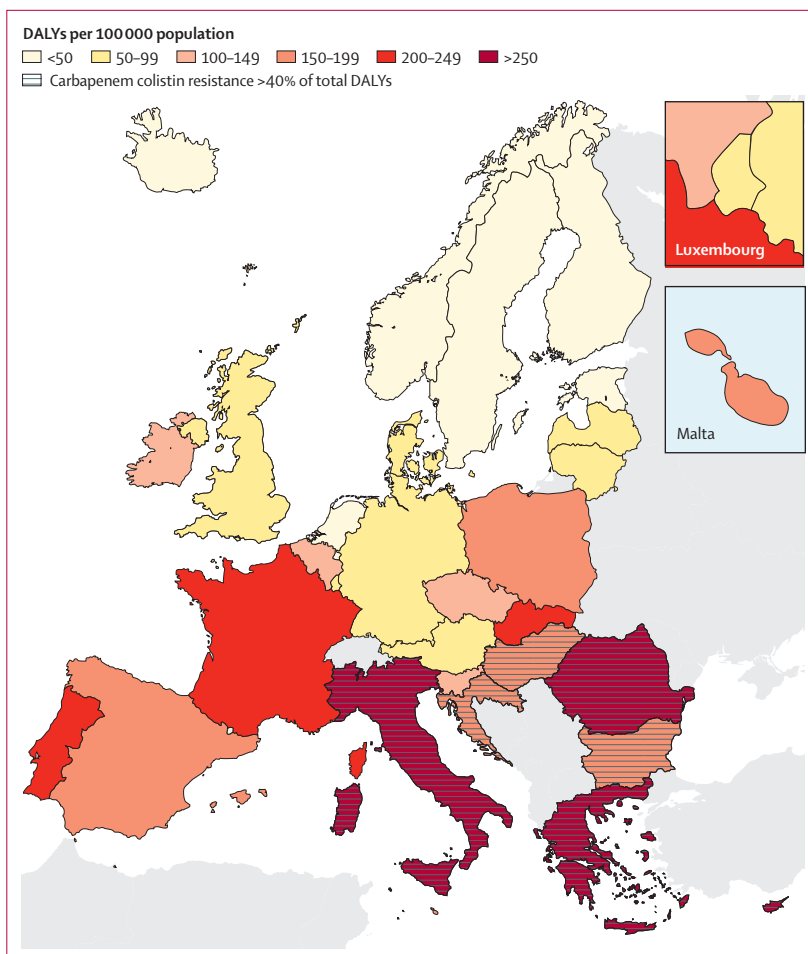 DALYs per 100 000 population
<50 50–99 100–149 150–199 200–249 >250
Carbapenem colistin resistance >40% of total DALYs
Luxembourg
Malta